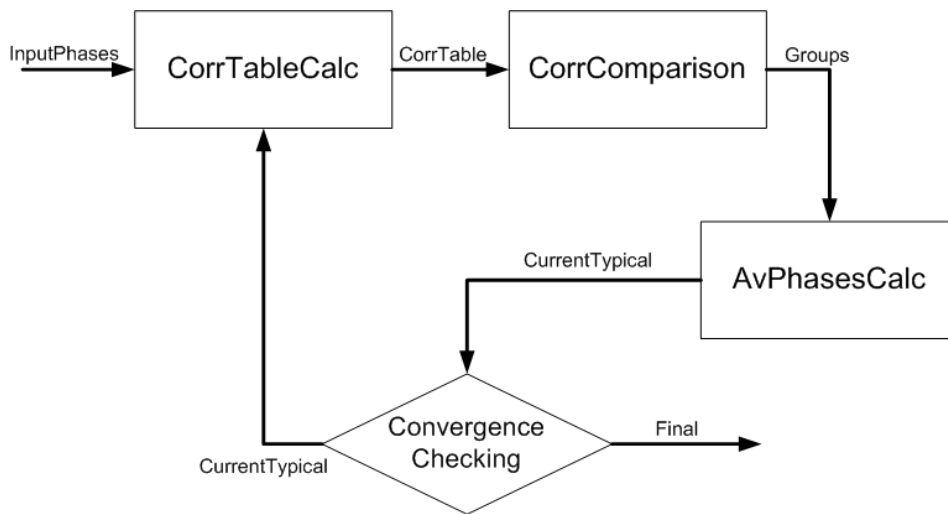 InputPhases
CorrTableCalc
CorrTable
CorrComparison
Groups
AvPhasesCalc
CurrentTypical
Convergence
Checking
Final
CurrentTypical